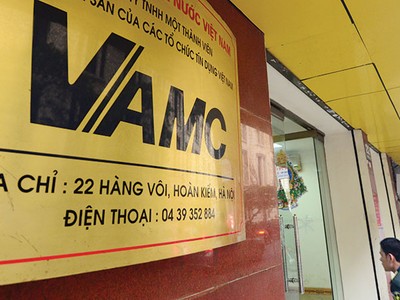 NƯỚC VIỆT NAM
TY TNHH MỘT THÀNH VIÊN
SẢN CỦA CÁC TỔ CHỨC TÍN DỤNG VIỆT NAM
VAMC
A CHỈ : 22 HÀNG VÔI, HOÀN KIẾM, HÀ NỘI
ĐIỆN THOẠI : 04 39 352 884